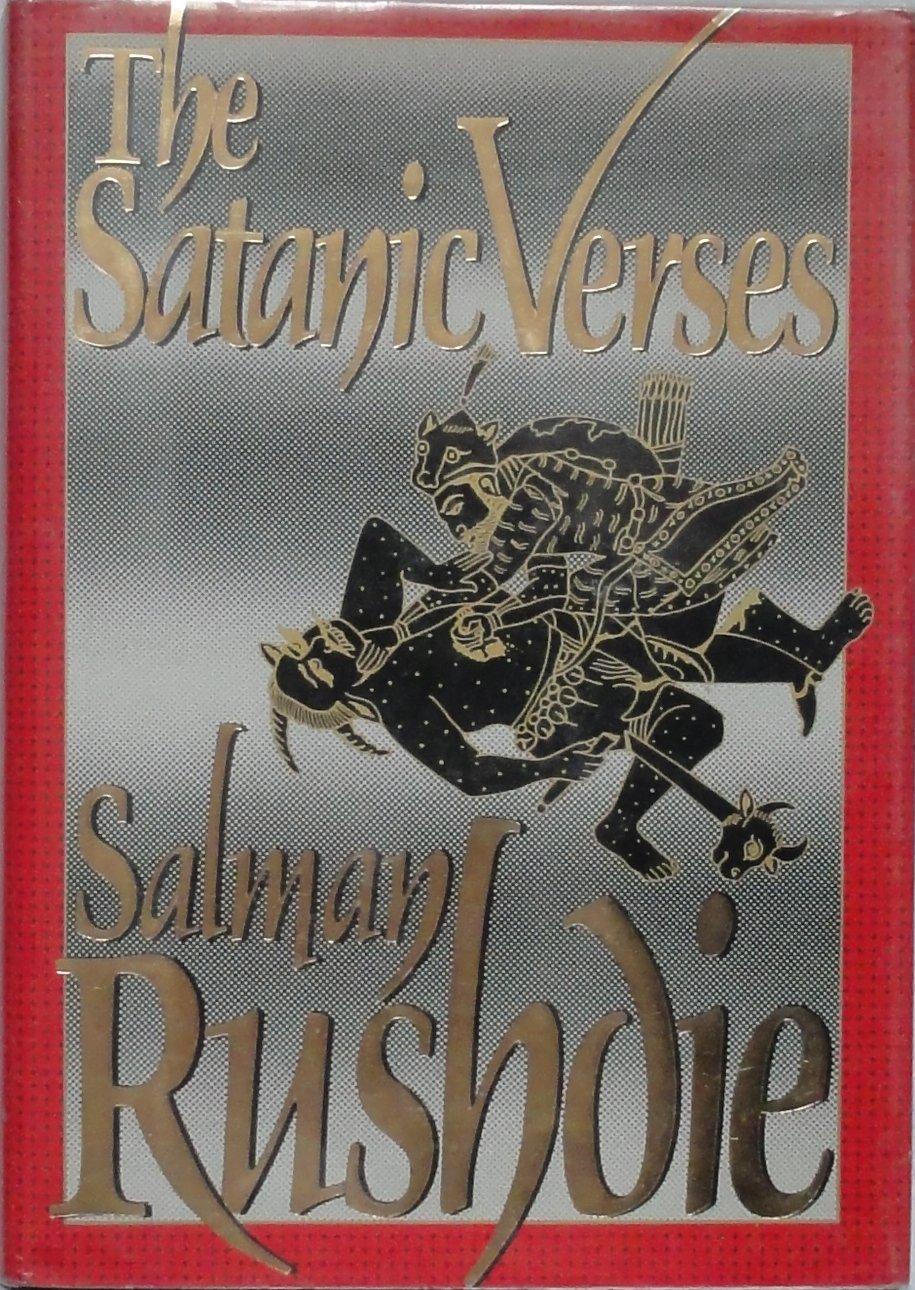 The
Satanic Verses
Salman
Rushdie